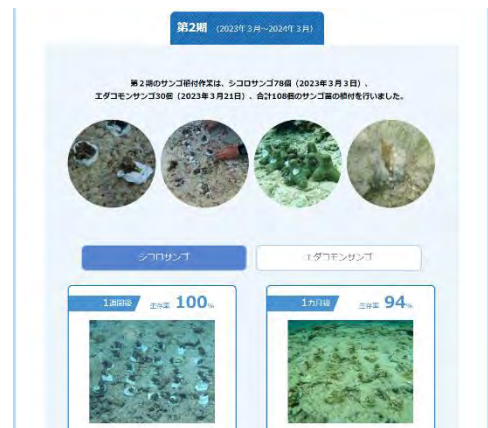 第2期 (2023年3月～2024年3月)
第2期のサンゴ植付作業は、シコロサンゴ78個（2023年3月3日）、
エダコモンサンゴ30個（2023年3月21日）、合計108個のサンゴ苗の植付を行いました。
シコロサンゴ
エダコモンサンゴ
1週間後 生存率 100%
1カ月後 生存率 94%